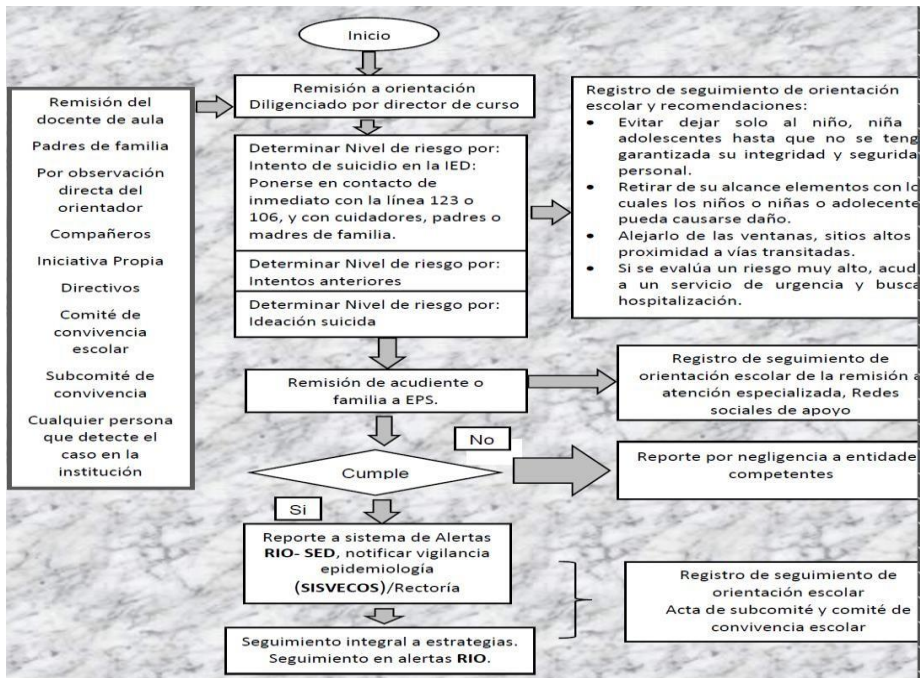 Inicio
Remisión a orientación
Diligenciado por director de curso
Remisión del
docente de aula
Padres de familia
Por observación
directa del
orientador
Compañeros
Iniciativa Propia
Directivos
Comité de
convivencia
escolar
Subcomité de
convivencia
Cualquier persona
que detecte el
caso en la
institución
Determinar Nivel de riesgo por:
Intento de suicidio en la IED:
Ponerse en contacto de
inmediato con la línea 123 o
106, y con cuidadores, padres o
madres de familia.
Determinar Nivel de riesgo por:
Intentos anteriores
Determinar Nivel de riesgo por:
Ideación suicida
Registro de seguimiento de orientación
escolar y recomendaciones:
• Evitar dejar solo al niño, niña
adolescentes hasta que no se teng
garantizada su integridad y segurida
personal.
• Retirar de su alcance elementos con lo
cuales los niños o niñas o adolecente
pueda causarse daño.
• Alejarlo de las ventanas, sitios altos
proximidad a vías transitadas.
• Si se evalúa un riesgo muy alto, acud
a un servicio de urgencia y busca
hospitalización.
Remisión de acudiente o
familia a EPS.
Registro de seguimiento de
orientación escolar de la remisión a
atención especializada, Redes
sociales de apoyo
Cumple
No
Reporte por negligencia a entidade
competentes
Si
Reporte a sistema de Alertas
RIO- SED, notificar vigilancia
epidemiología
(SISVECOS)/Rectoría
Seguimiento integral a estrategias.
Seguimiento en alertas RIO.
Registro de seguimiento de
orientación escolar
Acta de subcomité y comité de
convivencia escolar